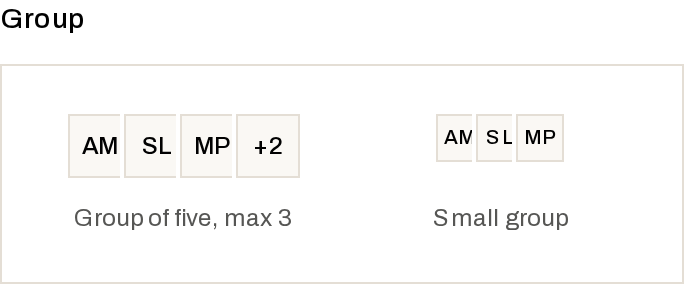 Group
AM SL MP +2
AM SL MP
Group of five, max 3
Small group